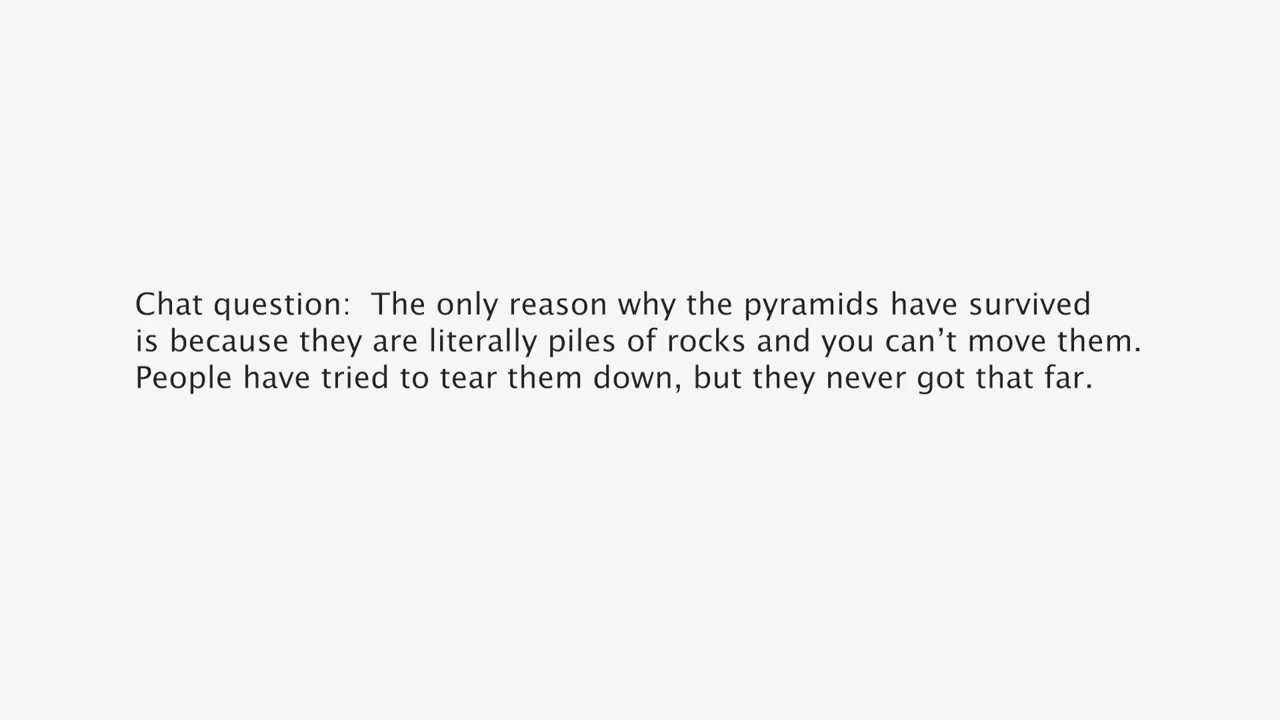 Chat question:  The only reason why the pyramids have survived
is because they are literally piles of rocks and you can’t move them.
People have tried to tear them down, but they never got that far.